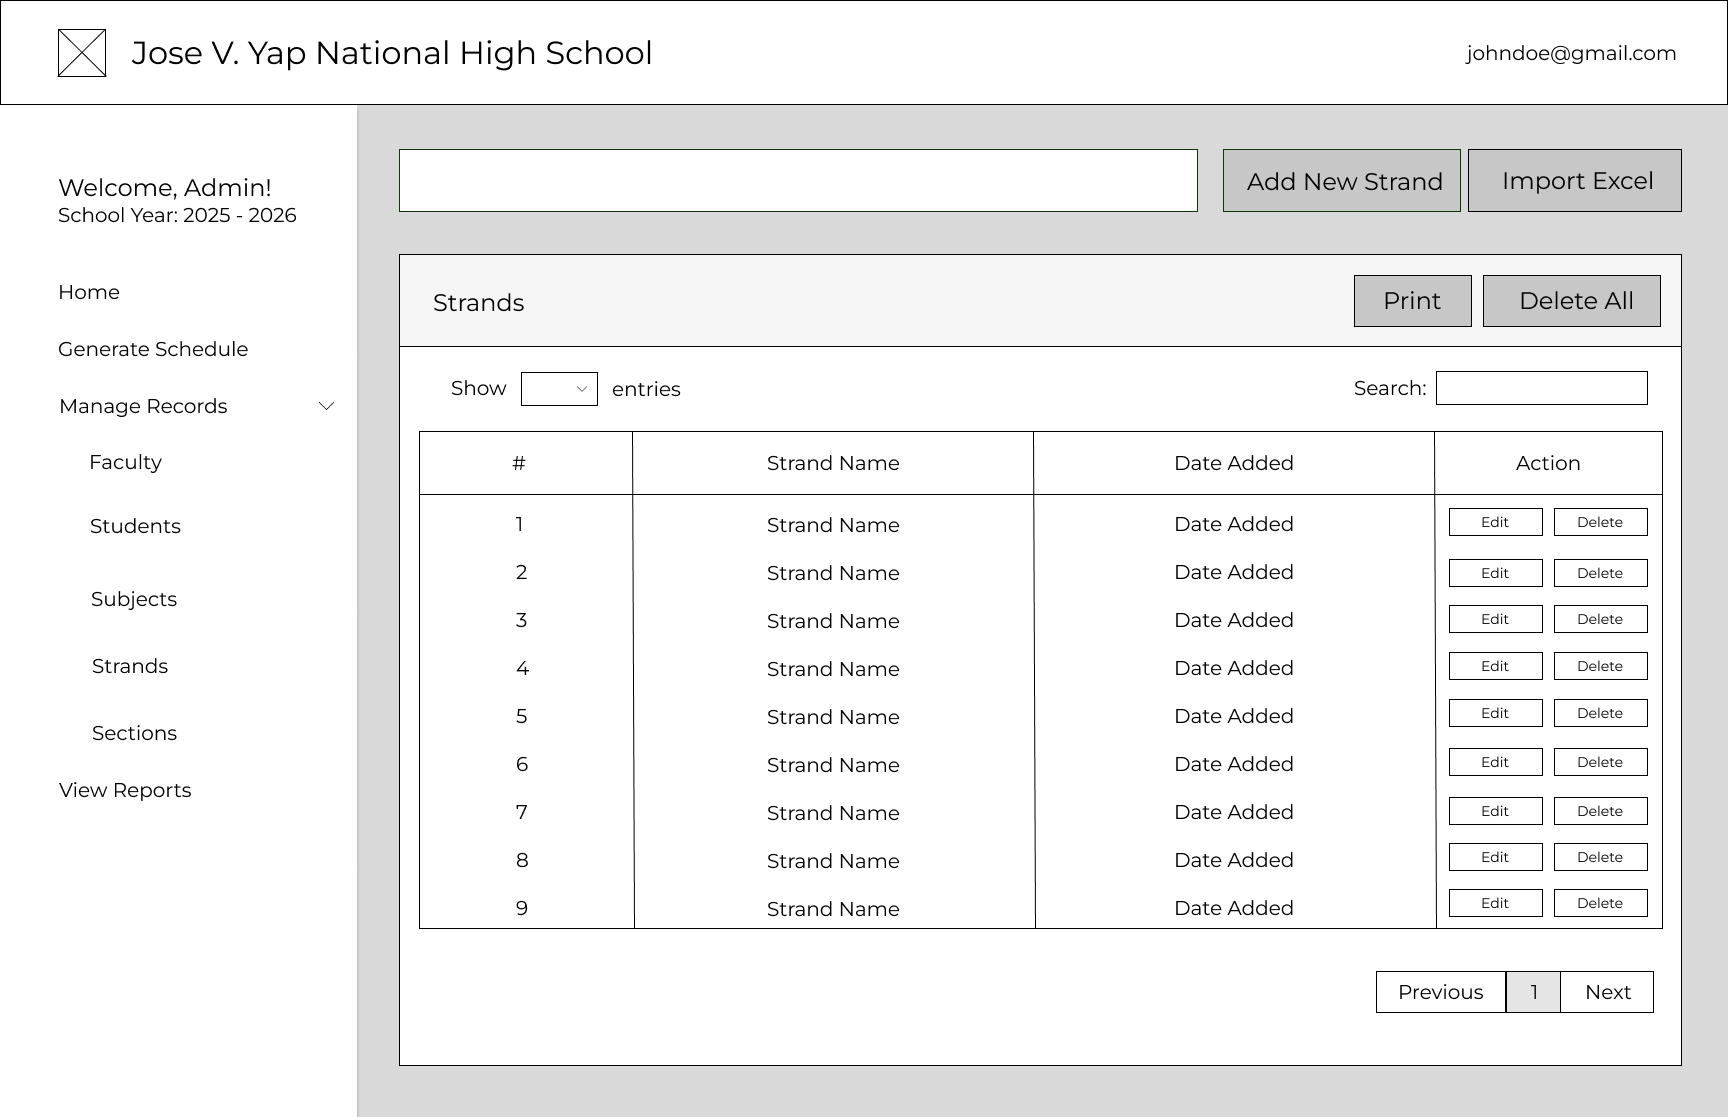 Jose V. Yap National High School
johndoe@gmail.com
Welcome, Admin!
School Year: 2025 - 2026
Home
Generate Schedule
Manage Records
Faculty
Students
Subjects
Strands
Sections
View Reports
Add New Strand
Import Excel
Strands
Print
Delete All
Show
entries
Search:
# Strand Name Date Added Action
1 Strand Name Date Added Edit Delete
2 Strand Name Date Added Edit Delete
3 Strand Name Date Added Edit Delete
4 Strand Name Date Added Edit Delete
5 Strand Name Date Added Edit Delete
6 Strand Name Date Added Edit Delete
7 Strand Name Date Added Edit Delete
8 Strand Name Date Added Edit Delete
9 Strand Name Date Added Edit Delete
Previous 1 Next